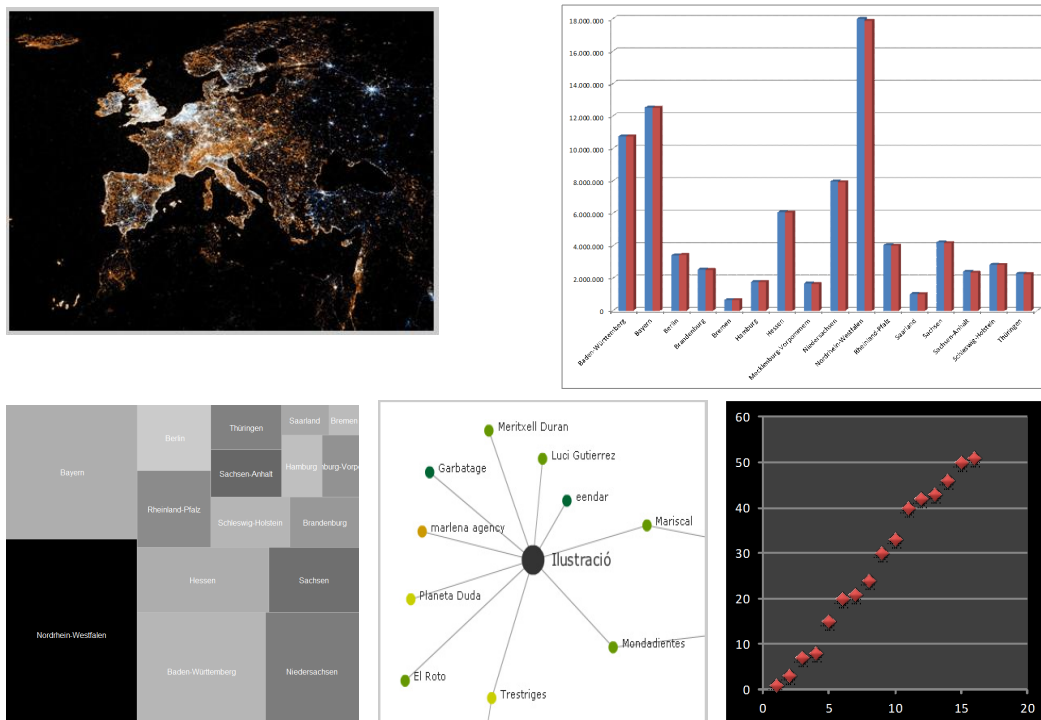 18.000.000
16.000.000
14.000.000
12.000.000
10.000.000
8.000.000
6.000.000
4.000.000
2.000.000
0
Baden-Württemberg
Bayern
Berlin
Brandenburg
Bremen
Hamburg
Hessen
Mecklenburg-Vorpommern
Niedersachsen
Nordrhein-Westfalen
Rheinland-Pfalz
Saarland
Sachsen
Sachsen-Anhalt
Schleswig-Holstein
Thüringen
Bayern
Berlin
Thüringen
Saarland
Bremen
Sachsen-Anhalt
Hamburg
burg-Vorpo
Rheinland-Pfalz
Schleswig-Holstein
Brandenburg
Hessen
Sachsen
Nordrhein-Westfalen
Baden-Württemberg
Niedersachsen
Meritxell Duran
Luci Gutierrez
Garbatage
eendar
Mariscal
marlena agency
Ilustració
Planeta Duda
Mondadientes
El Roto
Trestriges
60
50
40
30
20
10
0
0 5 10 15 20